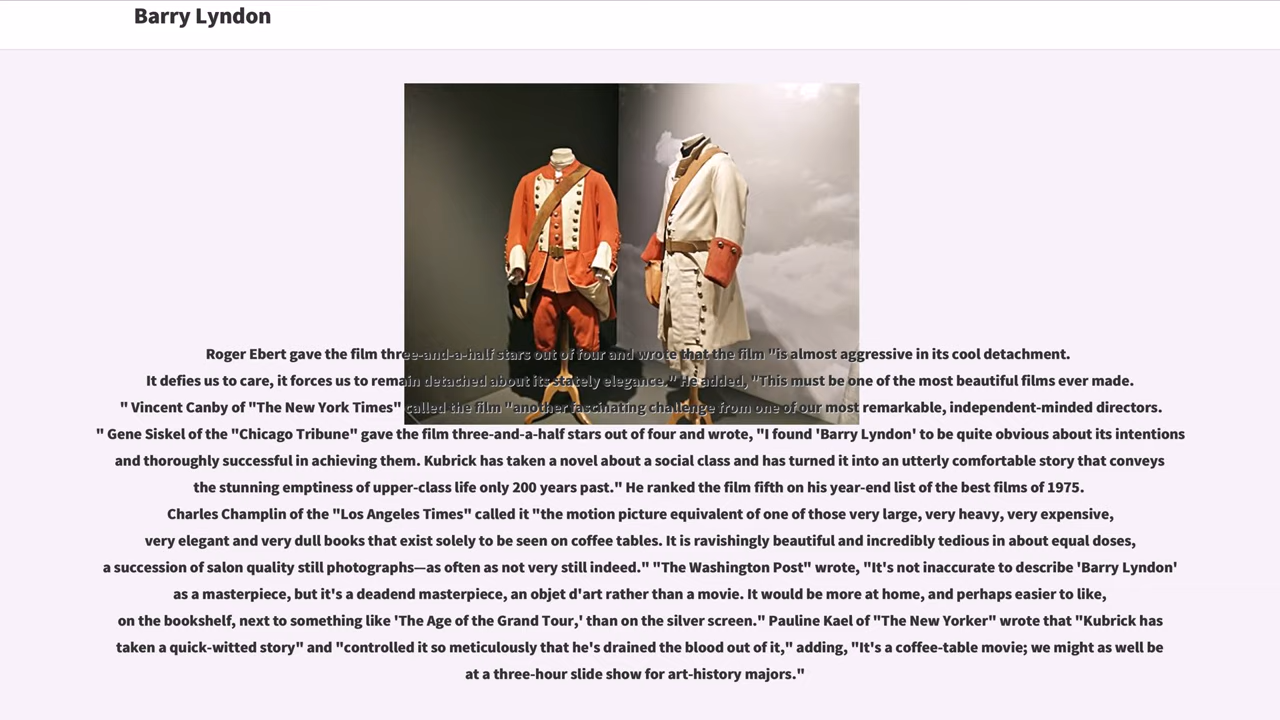 Barry Lyndon
Roger Ebert gave the film three-and-a-half stars out of four and wrote that the film "is almost aggressive in its cool detachment.
It defies us to care, it forces us to remain detached about its stately elegance." He added, "This must be one of the most beautiful films ever made.
" Vincent Canby of "The New York Times" called the film "another fascinating challenge from one of our most remarkable, independent-minded directors.
" Gene Siskel of the "Chicago Tribune" gave the film three-and-a-half stars out of four and wrote, "I found 'Barry Lyndon' to be quite obvious about its intentions
and thoroughly successful in achieving them. Kubrick has taken a novel about a social class and has turned it into an utterly comfortable story that conveys
the stunning emptiness of upper-class life only 200 years past." He ranked the film fifth on his year-end list of the best films of 1975.
Charles Champlin of the "Los Angeles Times" called it "the motion picture equivalent of one of those very large, very heavy, very expensive,
very elegant and very dull books that exist solely to be seen on coffee tables. It is ravishingly beautiful and incredibly tedious in about equal doses,
a succession of salon quality still photographs—as often as not very still indeed." "The Washington Post" wrote, "It's not inaccurate to describe 'Barry Lyndon'
as a masterpiece, but it's a deadend masterpiece, an objet d'art rather than a movie. It would be more at home, and perhaps easier to like,
on the bookshelf, next to something like 'The Age of the Grand Tour,' than on the silver screen." Pauline Kael of "The New Yorker" wrote that "Kubrick has
taken a quick-witted story" and "controlled it so meticulously that he's drained the blood out of it," adding, "It's a coffee-table movie; we might as well be
at a three-hour slide show for art-history majors."